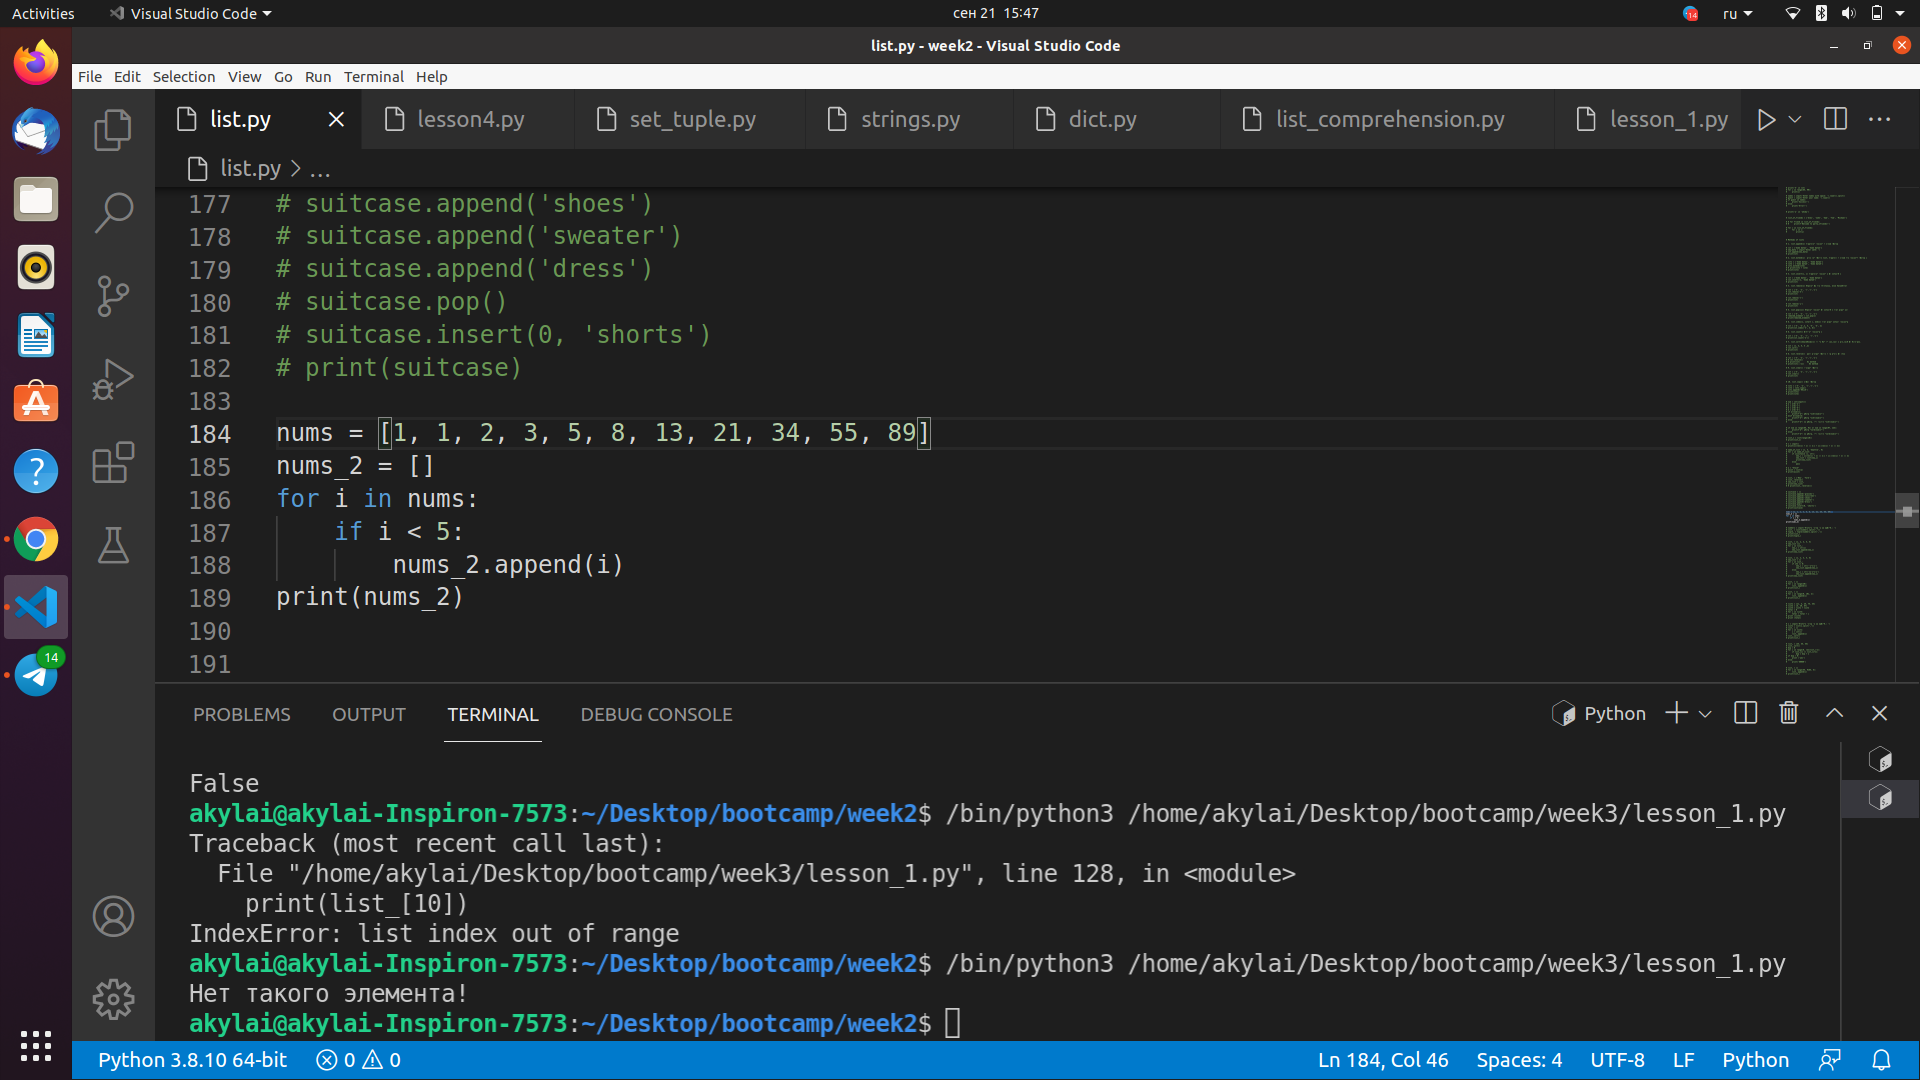 Activities Visual Studio Code сен 21 15:47 14 ru
list.py - week2 - Visual Studio Code
File Edit Selection View Go Run Terminal Help
list.py lesson4.py set_tuple.py strings.py dict.py list_comprehension.py lesson_1.py
list.py > ...
177 # suitcase.append('shoes')
178 # suitcase.append('sweater')
179 # suitcase.append('dress')
180 # suitcase.pop()
181 # suitcase.insert(0, 'shorts')
182 # print(suitcase)
183
184 nums = [1, 1, 2, 3, 5, 8, 13, 21, 34, 55, 89]
185 nums_2 = []
186 for i in nums:
187     if i < 5:
188         nums_2.append(i)
189 print(nums_2)
190
191
14
PROBLEMS OUTPUT TERMINAL DEBUG CONSOLE Python
False
akylai@akylai-Inspiron-7573:~/Desktop/bootcamp/week2$ /bin/python3 /home/akylai/Desktop/bootcamp/week3/lesson_1.py
Traceback (most recent call last):
  File "/home/akylai/Desktop/bootcamp/week3/lesson_1.py", line 128, in <module>
    print(list_[10])
IndexError: list index out of range
akylai@akylai-Inspiron-7573:~/Desktop/bootcamp/week2$ /bin/python3 /home/akylai/Desktop/bootcamp/week3/lesson_1.py
Нет такого элемента!
akylai@akylai-Inspiron-7573:~/Desktop/bootcamp/week2$
Python 3.8.10 64-bit 0 0 Ln 184, Col 46 Spaces: 4 UTF-8 LF Python